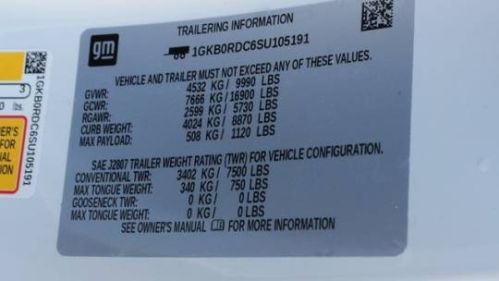 TRAILERING INFORMATION
gm
1GKB0RDC6SU105191
VEHICLE AND TRAILER MUST NOT EXCEED ANY OF THESE VALUES.
GVWR: 4532 KG / 9990 LBS
GCWR: 7666 KG / 16900 LBS
RGAWR: 2599 KG / 5730 LBS
CURB WEIGHT: 4024 KG / 8870 LBS
MAX PAYLOAD: 508 KG / 1120 LBS
SAE J2807 TRAILER WEIGHT RATING (TWR) FOR VEHICLE CONFIGURATION.
CONVENTIONAL TWR: 3402 KG / 7500 LBS
MAX TONGUE WEIGHT: 340 KG / 750 LBS
GOOSENECK TWR: 0 KG / 0 LBS
MAX TONGUE WEIGHT: 0 KG / 0 LBS
SEE OWNER'S MANUAL FOR MORE INFORMATION
1GKB0RDC6SU105191
3
lbs.